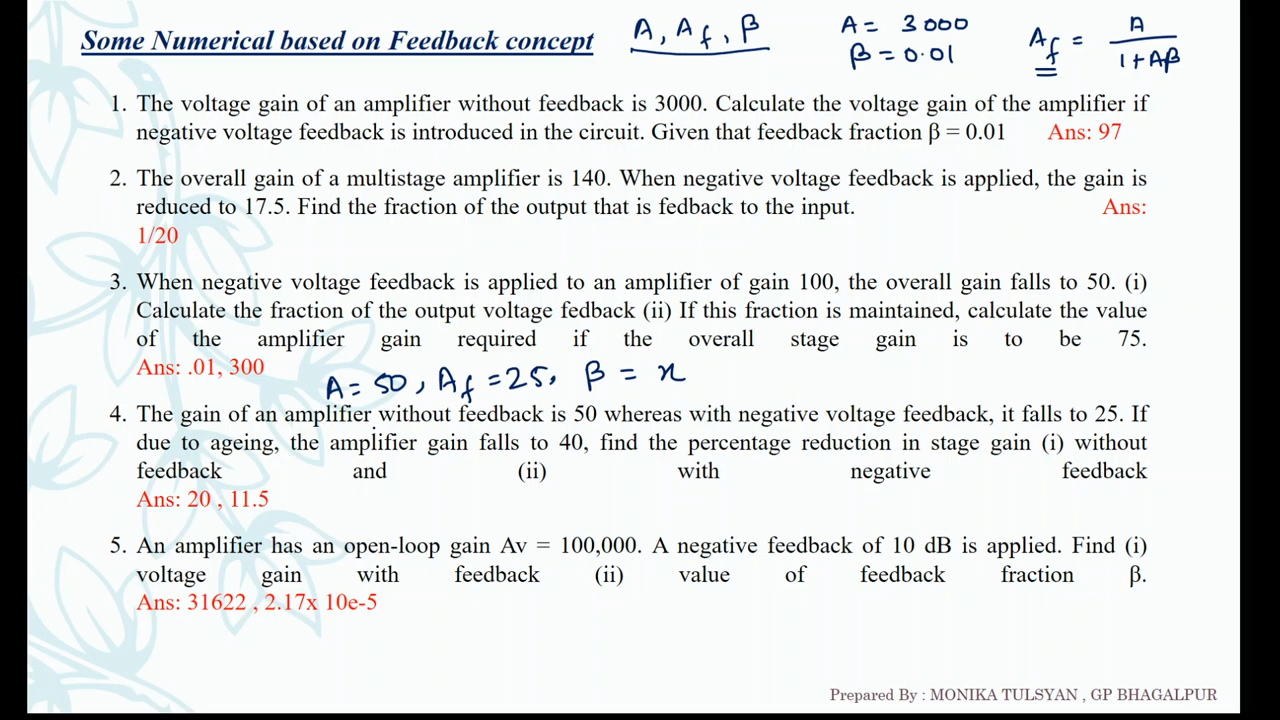 Some Numerical based on Feedback concept
A, Af, β
A = 3000
β = 0.01
Af = A / 1+Aβ
1. The voltage gain of an amplifier without feedback is 3000. Calculate the voltage gain of the amplifier if
negative voltage feedback is introduced in the circuit. Given that feedback fraction β = 0.01 Ans: 97
2. The overall gain of a multistage amplifier is 140. When negative voltage feedback is applied, the gain is
reduced to 17.5. Find the fraction of the output that is fedback to the input. Ans:
1/20
3. When negative voltage feedback is applied to an amplifier of gain 100, the overall gain falls to 50. (i)
Calculate the fraction of the output voltage fedback (ii) If this fraction is maintained, calculate the value
of the amplifier gain required if the overall stage gain is to be 75.
Ans: .01, 300
A = 50, Af = 25, β = x
4. The gain of an amplifier without feedback is 50 whereas with negative voltage feedback, it falls to 25. If
due to ageing, the amplifier gain falls to 40, find the percentage reduction in stage gain (i) without
feedback and (ii) with negative feedback
Ans: 20 , 11.5
5. An amplifier has an open-loop gain Av = 100,000. A negative feedback of 10 dB is applied. Find (i)
voltage gain with feedback (ii) value of feedback fraction β.
Ans: 31622 , 2.17x 10e-5
Prepared By : MONIKA TULSYAN , GP BHAGALPUR